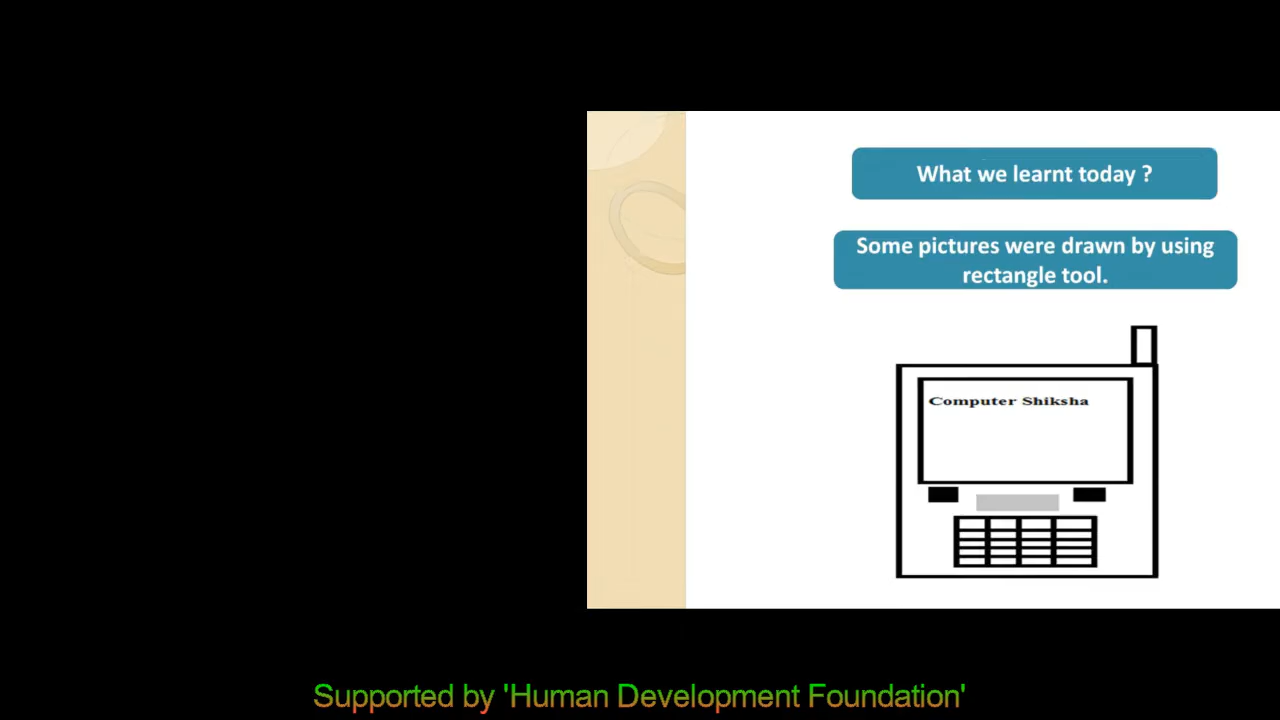 What we learnt today ?
Some pictures were drawn by using
rectangle tool.
Computer Shiksha
Supported by 'Human Development Foundation'